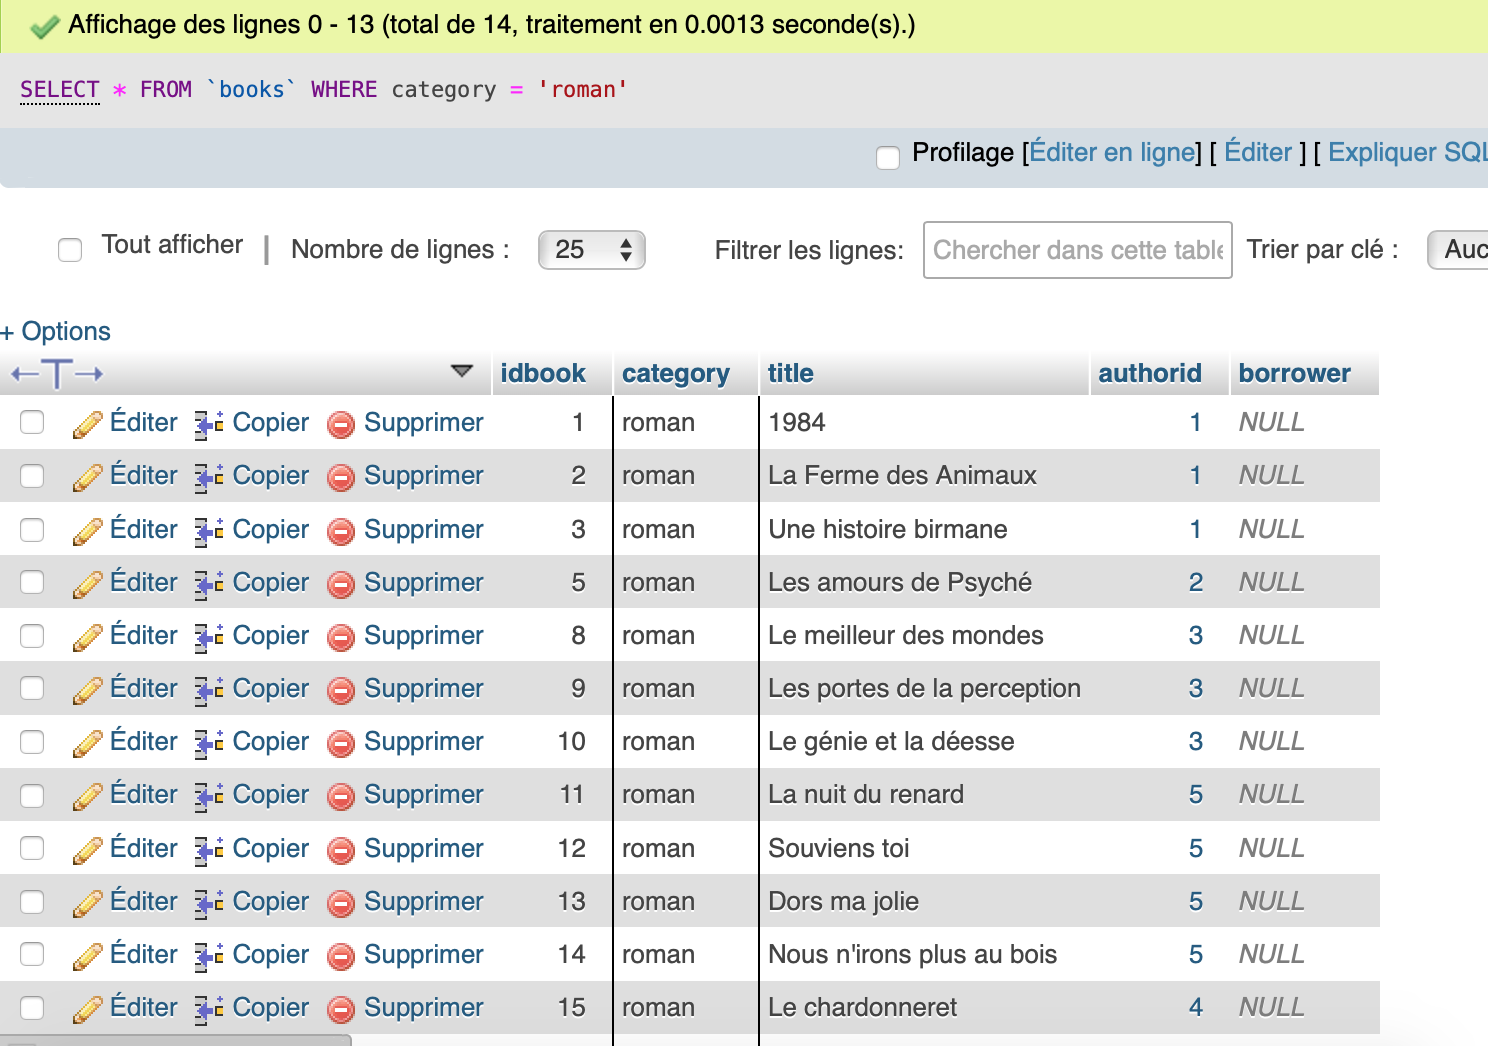 Affichage des lignes 0 - 13 (total de 14, traitement en 0.0013 seconde(s).)
SELECT * FROM `books` WHERE category = 'roman'
Profilage [Éditer en ligne] [ Éditer ] [ Expliquer SQL
Tout afficher | Nombre de lignes : 25 Filtrer les lignes: Chercher dans cette table Trier par clé : Auc
+ Options
←T→ idbook category title authorid borrower
Éditer Copier Supprimer 1 roman 1984 1 NULL
Éditer Copier Supprimer 2 roman La Ferme des Animaux 1 NULL
Éditer Copier Supprimer 3 roman Une histoire birmane 1 NULL
Éditer Copier Supprimer 5 roman Les amours de Psyché 2 NULL
Éditer Copier Supprimer 8 roman Le meilleur des mondes 3 NULL
Éditer Copier Supprimer 9 roman Les portes de la perception 3 NULL
Éditer Copier Supprimer 10 roman Le génie et la déesse 3 NULL
Éditer Copier Supprimer 11 roman La nuit du renard 5 NULL
Éditer Copier Supprimer 12 roman Souviens toi 5 NULL
Éditer Copier Supprimer 13 roman Dors ma jolie 5 NULL
Éditer Copier Supprimer 14 roman Nous n'irons plus au bois 5 NULL
Éditer Copier Supprimer 15 roman Le chardonneret 4 NULL